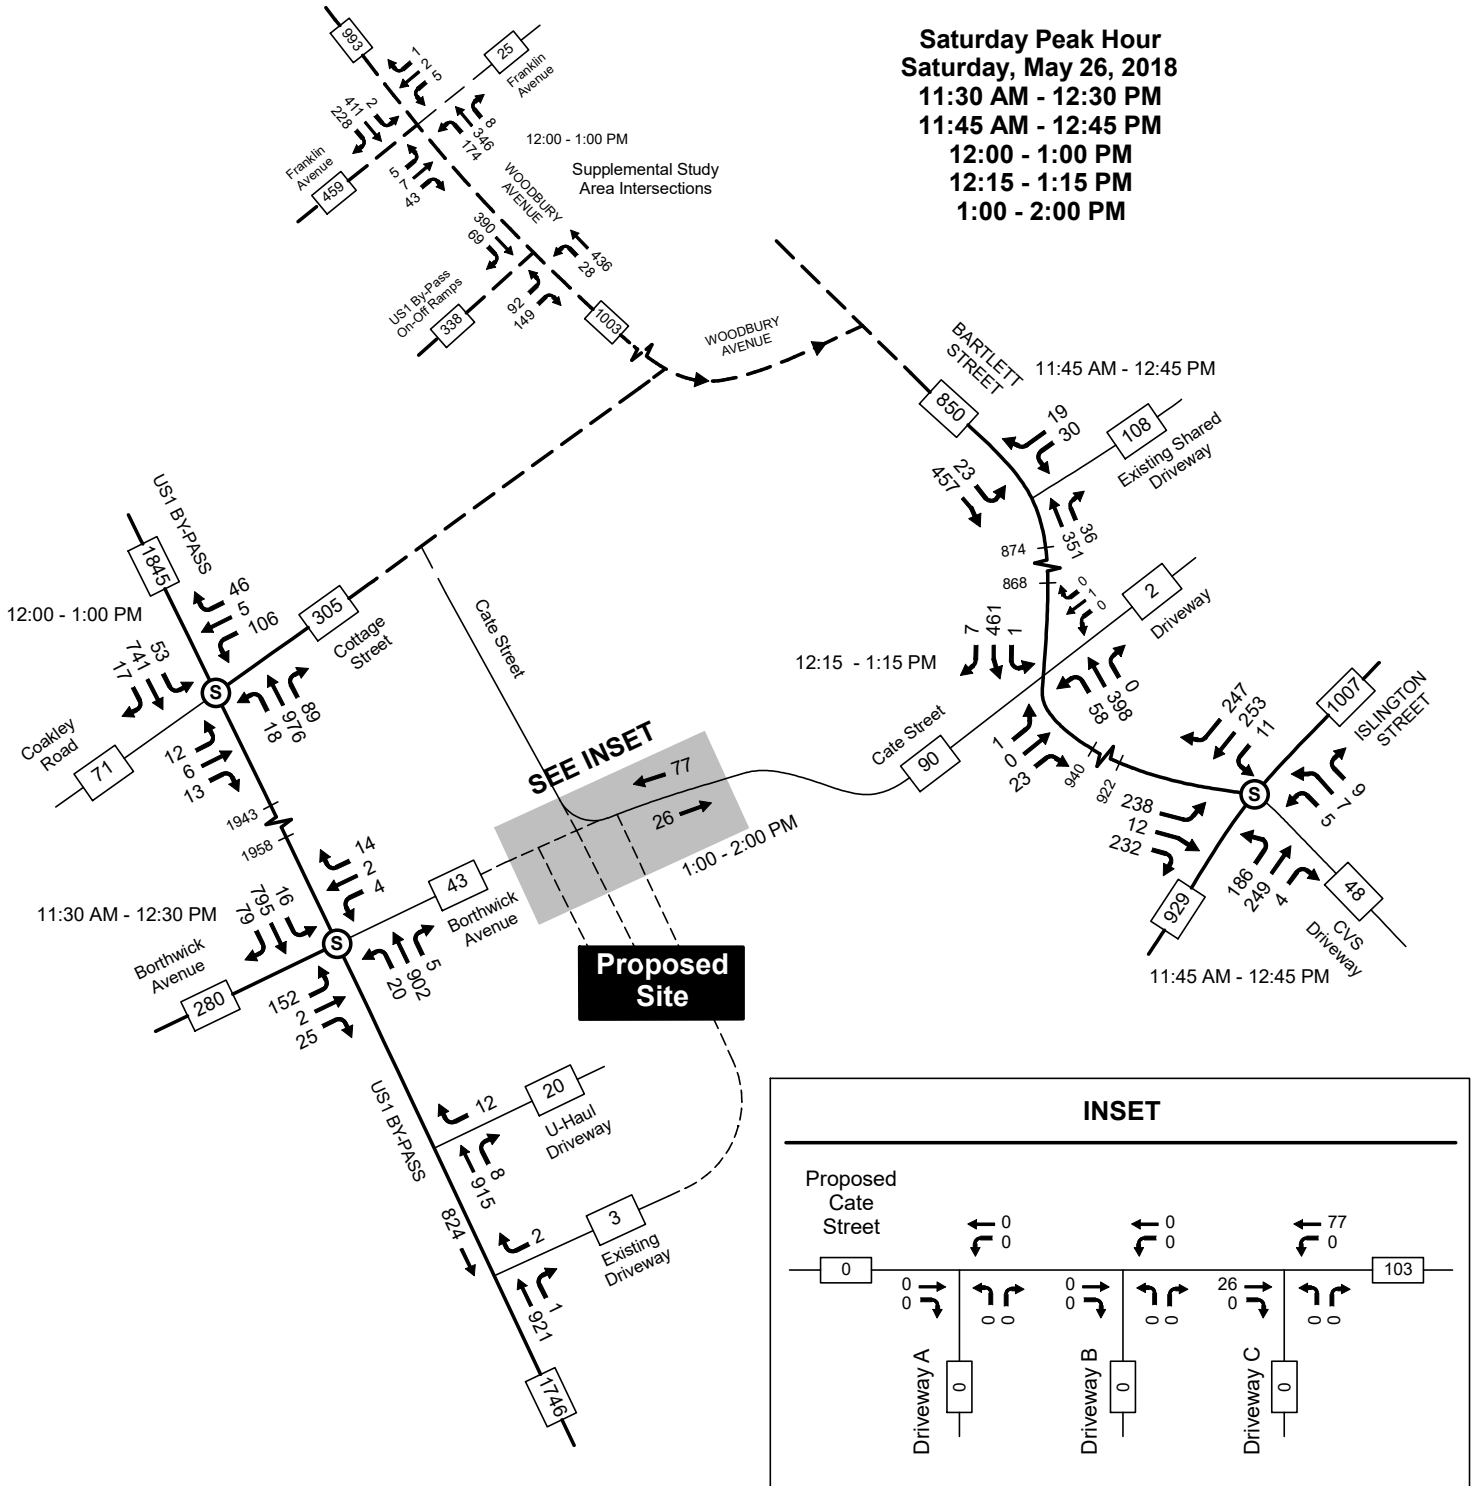 Saturday Peak Hour
Saturday, May 26, 2018
11:30 AM - 12:30 PM
11:45 AM - 12:45 PM
12:00 - 1:00 PM
12:15 - 1:15 PM
1:00 - 2:00 PM
993
1
2
5
25
Franklin
Avenue
2
411
228
8
346
174
12:00 - 1:00 PM
Franklin
Avenue
459
5
7
43
WOODBURY
AVENUE
Supplemental Study
Area Intersections
390
69
436
28
US1 By-Pass
On-Off Ramps
338
92
149
1003
WOODBURY
AVENUE
BARTLETT
STREET
11:45 AM - 12:45 PM
850
19
30
108
Existing Shared
Driveway
23
457
36
351
874
868
US1 BY-PASS
1845
46
5
106
12:00 - 1:00 PM
305
Cottage
Street
53
741
17
S
89
976
18
Coakley
Road
71
12
6
13
1943
1958
Cate Street
0
1
0
2
Driveway
7
461
1
12:15 - 1:15 PM
0
398
58
Cate Street
90
1
0
23
940
922
247
253
11
1007
ISLINGTON
STREET
S
9
7
5
238
12
232
186
249
4
929
48
CVS
Driveway
11:45 AM - 12:45 PM
SEE INSET
77
26
1:00 - 2:00 PM
14
2
4
43
Borthwick
Avenue
11:30 AM - 12:30 PM
16
795
79
S
5
902
20
Borthwick
Avenue
280
152
2
25
Proposed
Site
US1 BY-PASS
12
20
U-Haul
Driveway
8
915
824
2
3
Existing
Driveway
1
921
1746
INSET
Proposed
Cate
Street
0
0
0
0
0
77
0
0
103
0
0
0
0
0
0
0
0
26
0
0
0
Driveway A
0
Driveway B
0
Driveway C
0